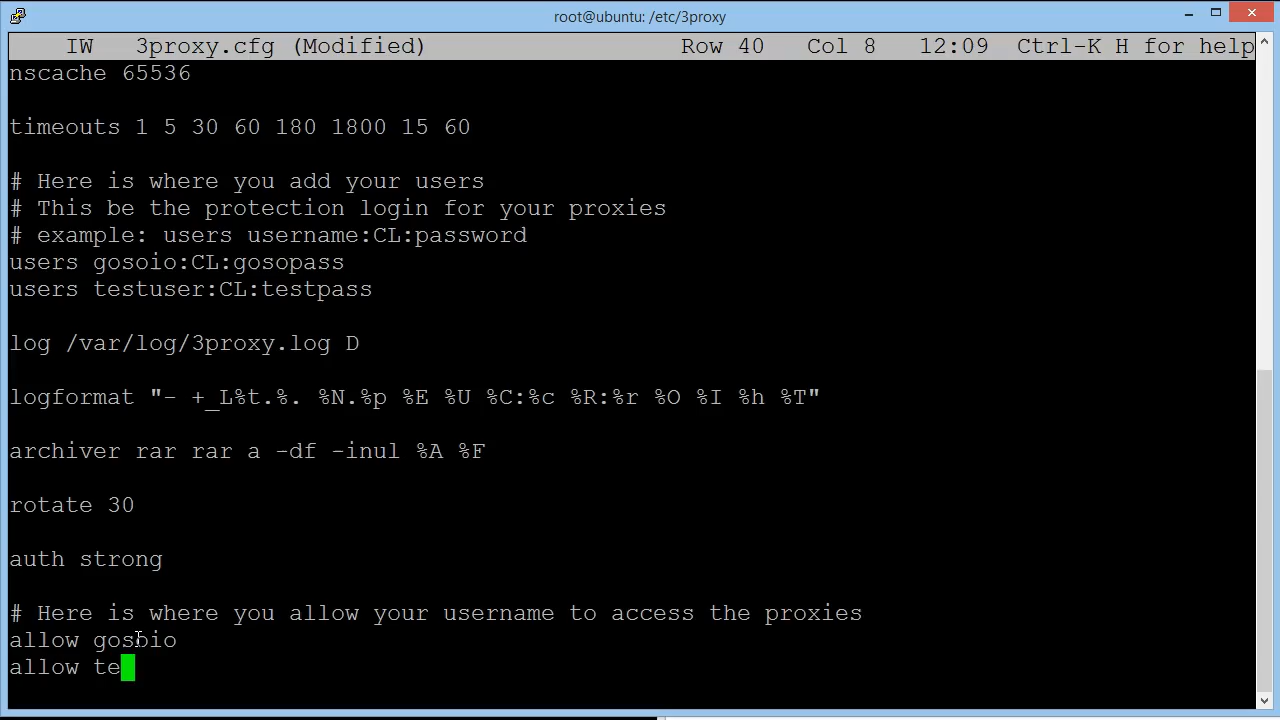 root@ubuntu: /etc/3proxy
IW 3proxy.cfg (Modified) Row 40 Col 8 12:09 Ctrl-K H for help
nscache 65536
timeouts 1 5 30 60 180 1800 15 60
# Here is where you add your users
# This be the protection login for your proxies
# example: users username:CL:password
users gosoio:CL:gosopass
users testuser:CL:testpass
log /var/log/3proxy.log D
logformat "- +_L%t.%. %N.%p %E %U %C:%c %R:%r %O %I %h %T"
archiver rar rar a -df -inul %A %F
rotate 30
auth strong
# Here is where you allow your username to access the proxies
allow gosoio
allow te